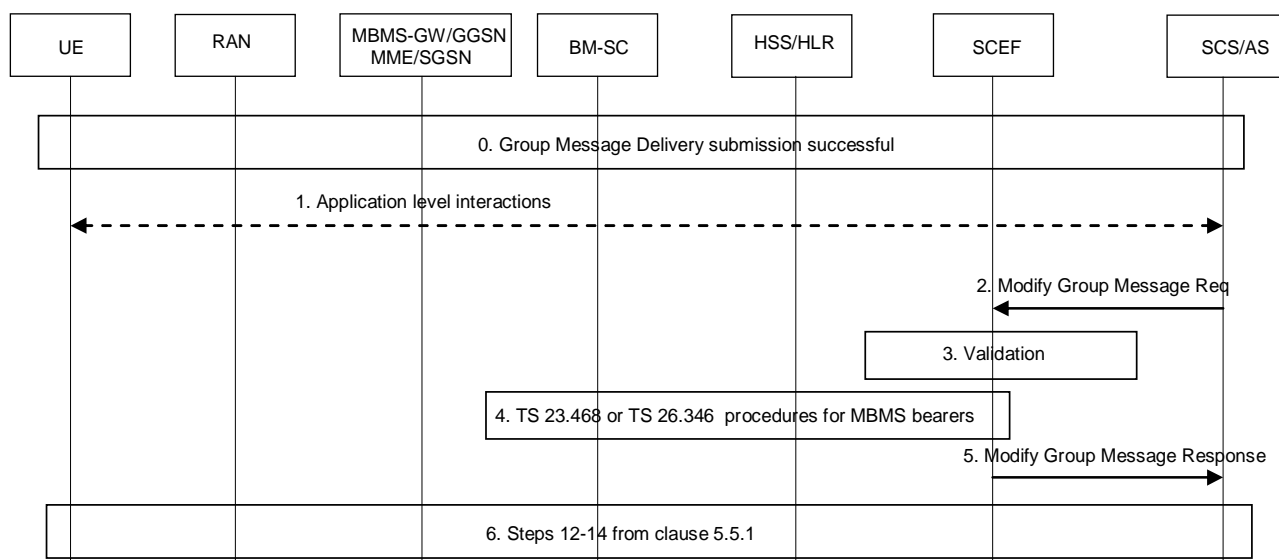 UE
RAN
MBMS-GW/GGSN
MME/SGSN
BM-SC
HSS/HLR
SCEF
SCS/AS
0. Group Message Delivery submission successful
1. Application level interactions
2. Modify Group Message Req
3. Validation
4. TS 23.468 or TS 26.346 procedures for MBMS bearers
5. Modify Group Message Response
6. Steps 12-14 from clause 5.5.1